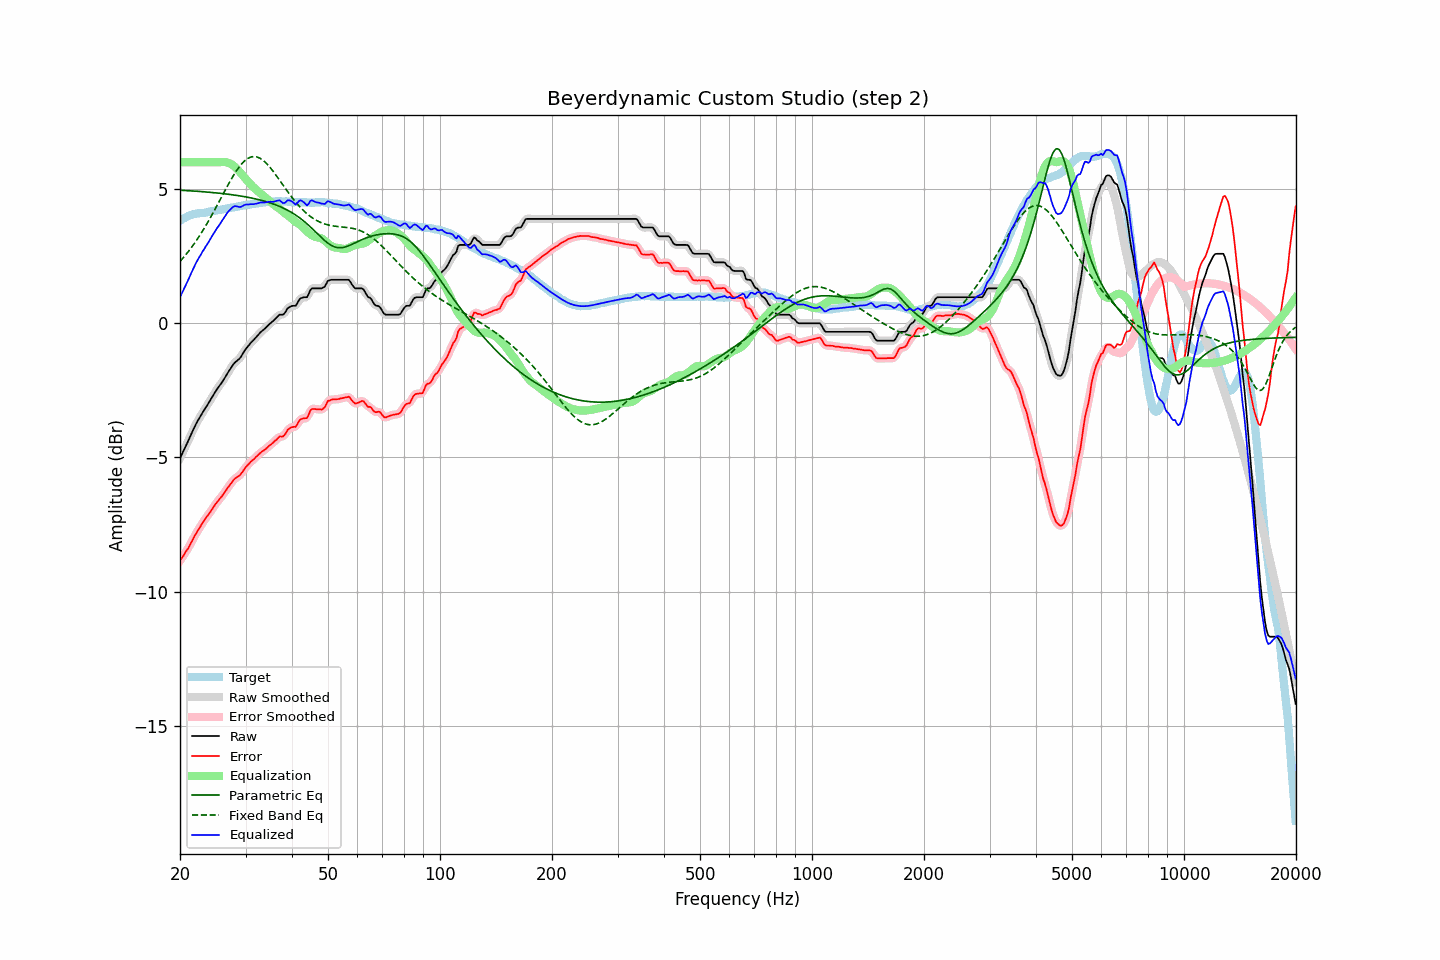 Beyerdynamic Custom Studio (step 2)
Amplitude (dBr)
5
0
−5
−10
−15
Target
Raw Smoothed
Error Smoothed
Raw
Error
Equalization
Parametric Eq
Fixed Band Eq
Equalized
20 50 100 200 500 1000 2000 5000 10000 20000
Frequency (Hz)